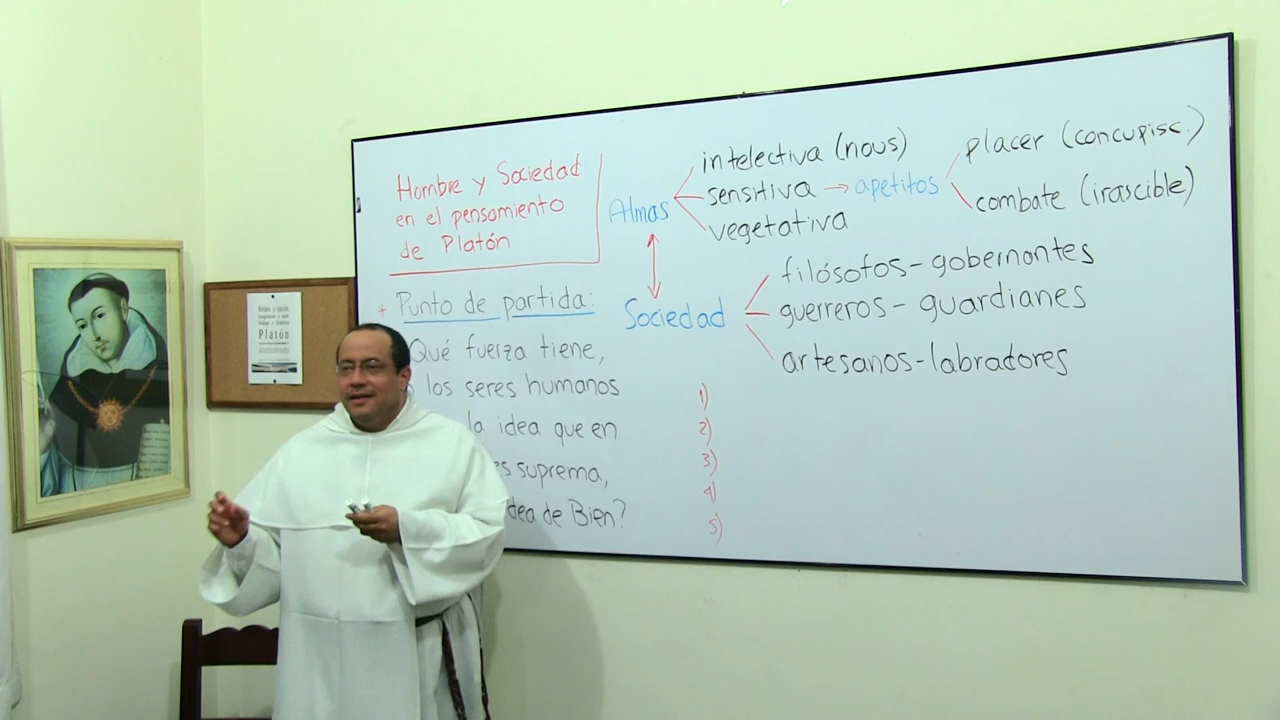 Hombre y Sociedad
en el pensamiento
de Platón
+ Punto de partida:
Qué fuerza tiene,
los seres humanos
la idea que en
es suprema,
idea de Bien?
Almas
intelectiva (nous)
sensitiva → apetitos
vegetativa
placer (concupisc.)
combate (irascible)
Sociedad
filósofos - gobernantes
guerreros - guardianes
artesanos - labradores
1)
2)
3)
4)
5)
Platón